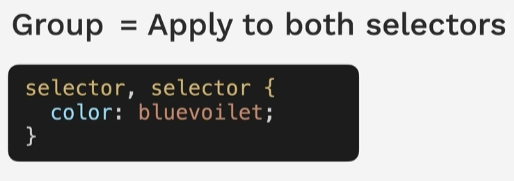 Group = Apply to both selectors
selector, selector {
  color: bluevoilet;
}